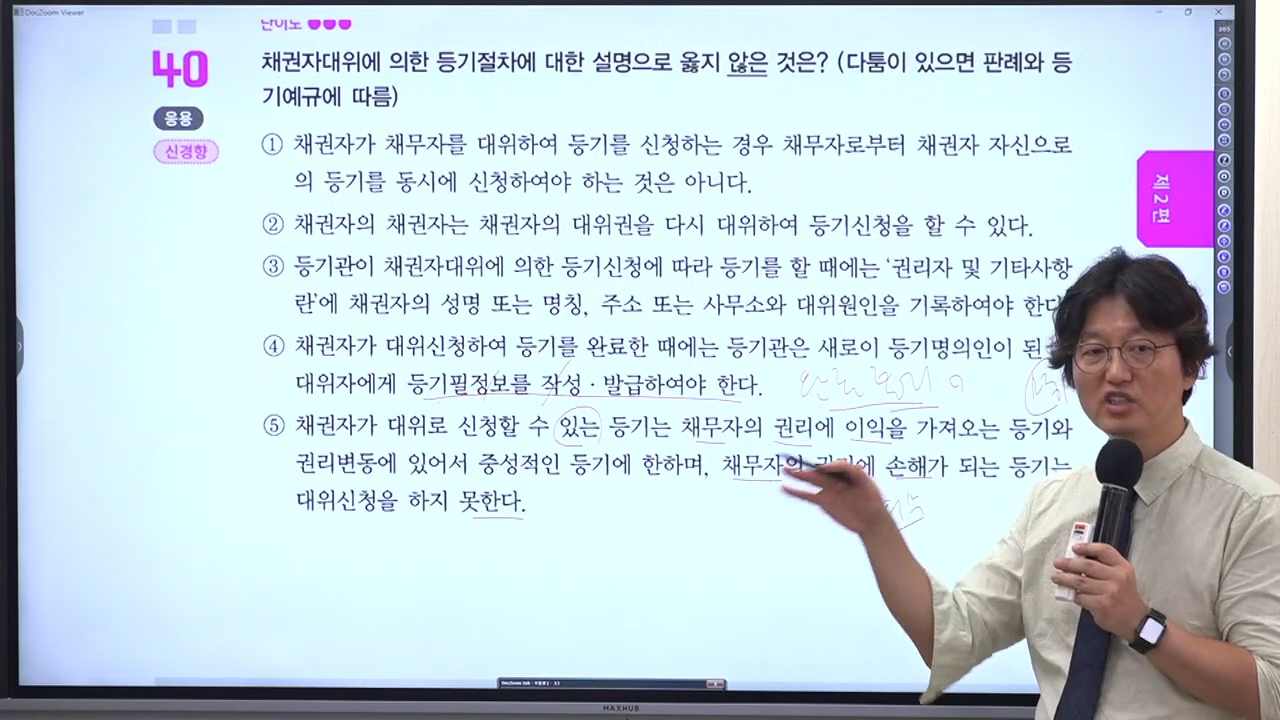 DocZoom Viewer
난이도
40
응용
신경향
채권자대위에 의한 등기절차에 대한 설명으로 옳지 않은 것은? (다툼이 있으면 판례와 등
기예규에 따름)
① 채권자가 채무자를 대위하여 등기를 신청하는 경우 채무자로부터 채권자 자신으로
의 등기를 동시에 신청하여야 하는 것은 아니다.
② 채권자의 채권자는 채권자의 대위권을 다시 대위하여 등기신청을 할 수 있다.
③ 등기관이 채권자대위에 의한 등기신청에 따라 등기를 할 때에는 ‘권리자 및 기타사항
란’에 채권자의 성명 또는 명칭, 주소 또는 사무소와 대위원인을 기록하여야 한다
④ 채권자가 대위신청하여 등기를 완료한 때에는 등기관은 새로이 등기명의인이 된
대위자에게 등기필정보를 작성·발급하여야 한다.
⑤ 채권자가 대위로 신청할 수 있는 등기는 채무자의 권리에 이익을 가져오는 등기와
권리변동에 있어서 중성적인 등기에 한하며, 채무자의 권리에 손해가 되는 등기는
대위신청을 하지 못한다.
제2편
MAXHUB